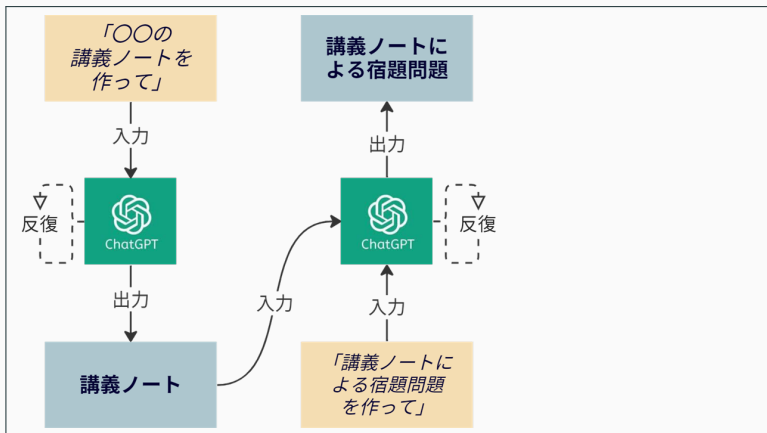 「〇〇の
講義ノートを
作って」
入力
反復
ChatGPT
出力
講義ノート
入力
講義ノートに
よる宿題問題
出力
ChatGPT
反復
入力
「講義ノートに
よる宿題問題
を作って」